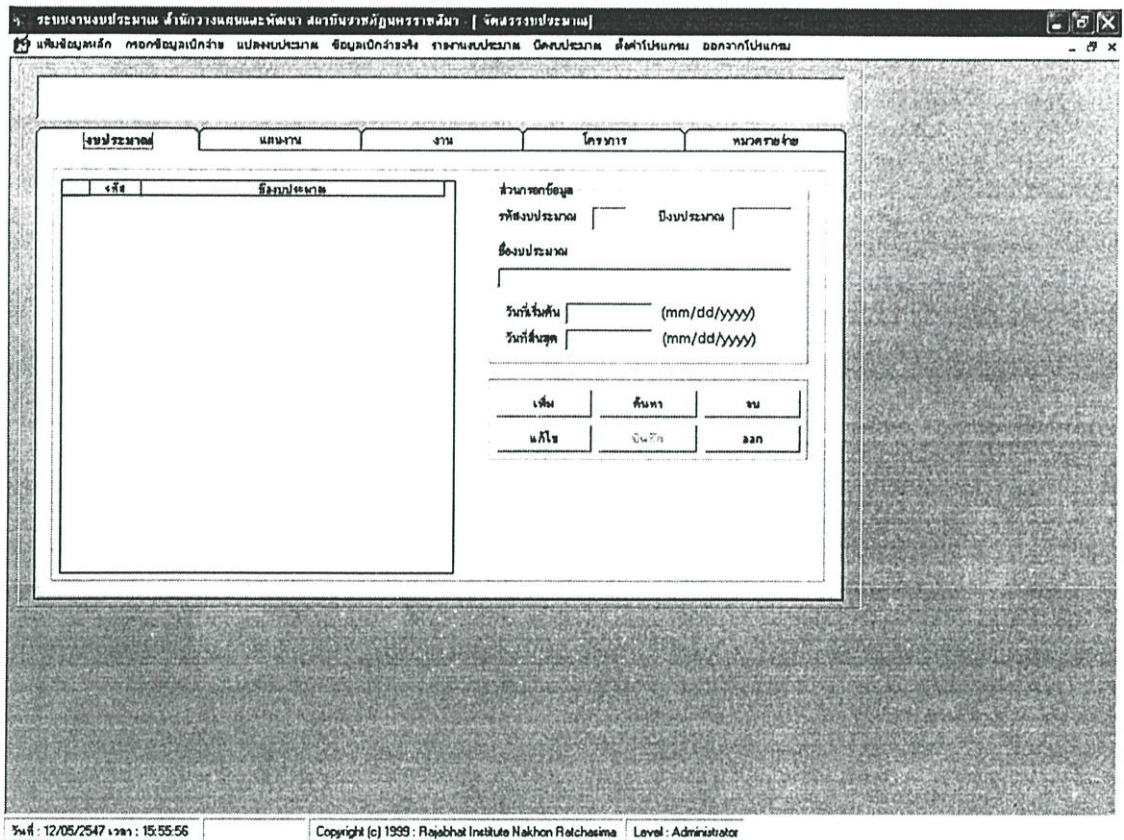 ระบบงานงบประมาณ สำนักวางแผนและพัฒนา สถาบันราชภัฏนครราชสีมา - [ จัดสรรงบประมาณ]
แฟ้มข้อมูลหลัก กรอกข้อมูลเบิกจ่าย แปลงงบประมาณ ข้อมูลเบิกจ่ายจริง รายงานงบประมาณ ปิดงบประมาณ ตั้งค่าโปรแกรม ออกจากโปรแกรม
งบประมาณ แผนงาน งาน โครงการ หมวดรายจ่าย
รหัส ชื่องบประมาณ
ส่วนกรอกข้อมูล
รหัสงบประมาณ ปีงบประมาณ
ชื่องบประมาณ
วันที่เริ่มต้น (mm/dd/yyyy)
วันที่สิ้นสุด (mm/dd/yyyy)
เพิ่ม ค้นหา ลบ
แก้ไข บันทึก ออก
วันที่ : 12/05/2547 เวลา : 15:55:56 Copyright (c) 1999 : Rajabhat Institute Nakhon Ratchasima Level : Administrator